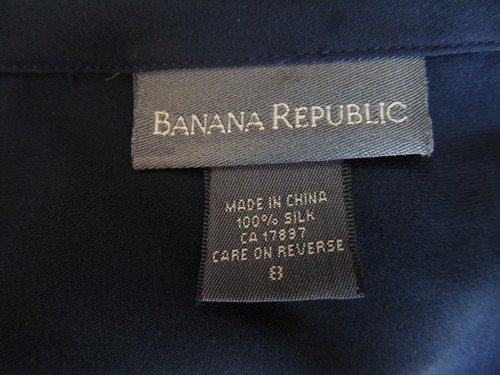 BANANA REPUBLIC
MADE IN CHINA
100% SILK
CA 17897
CARE ON REVERSE
8